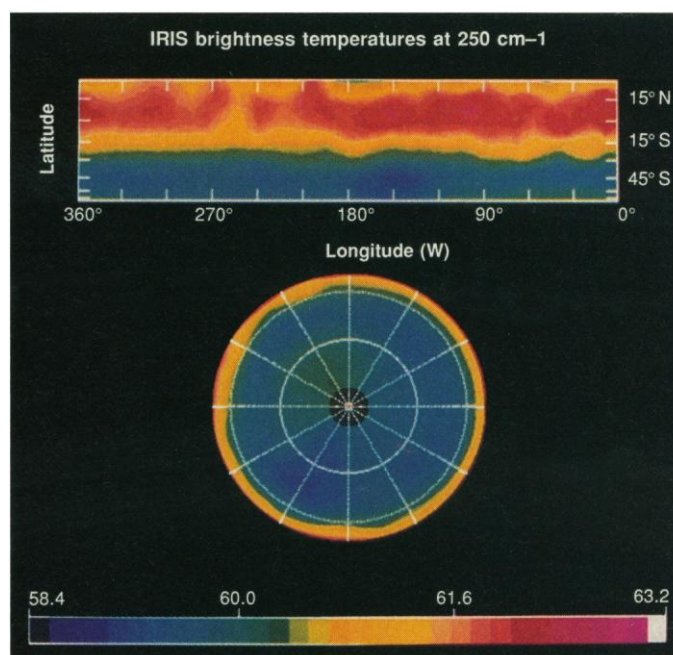 IRIS brightness temperatures at 250 cm–1
Latitude
15° N
15° S
45° S
360° 270° 180° 90° 0°
Longitude (W)
58.4 60.0 61.6 63.2